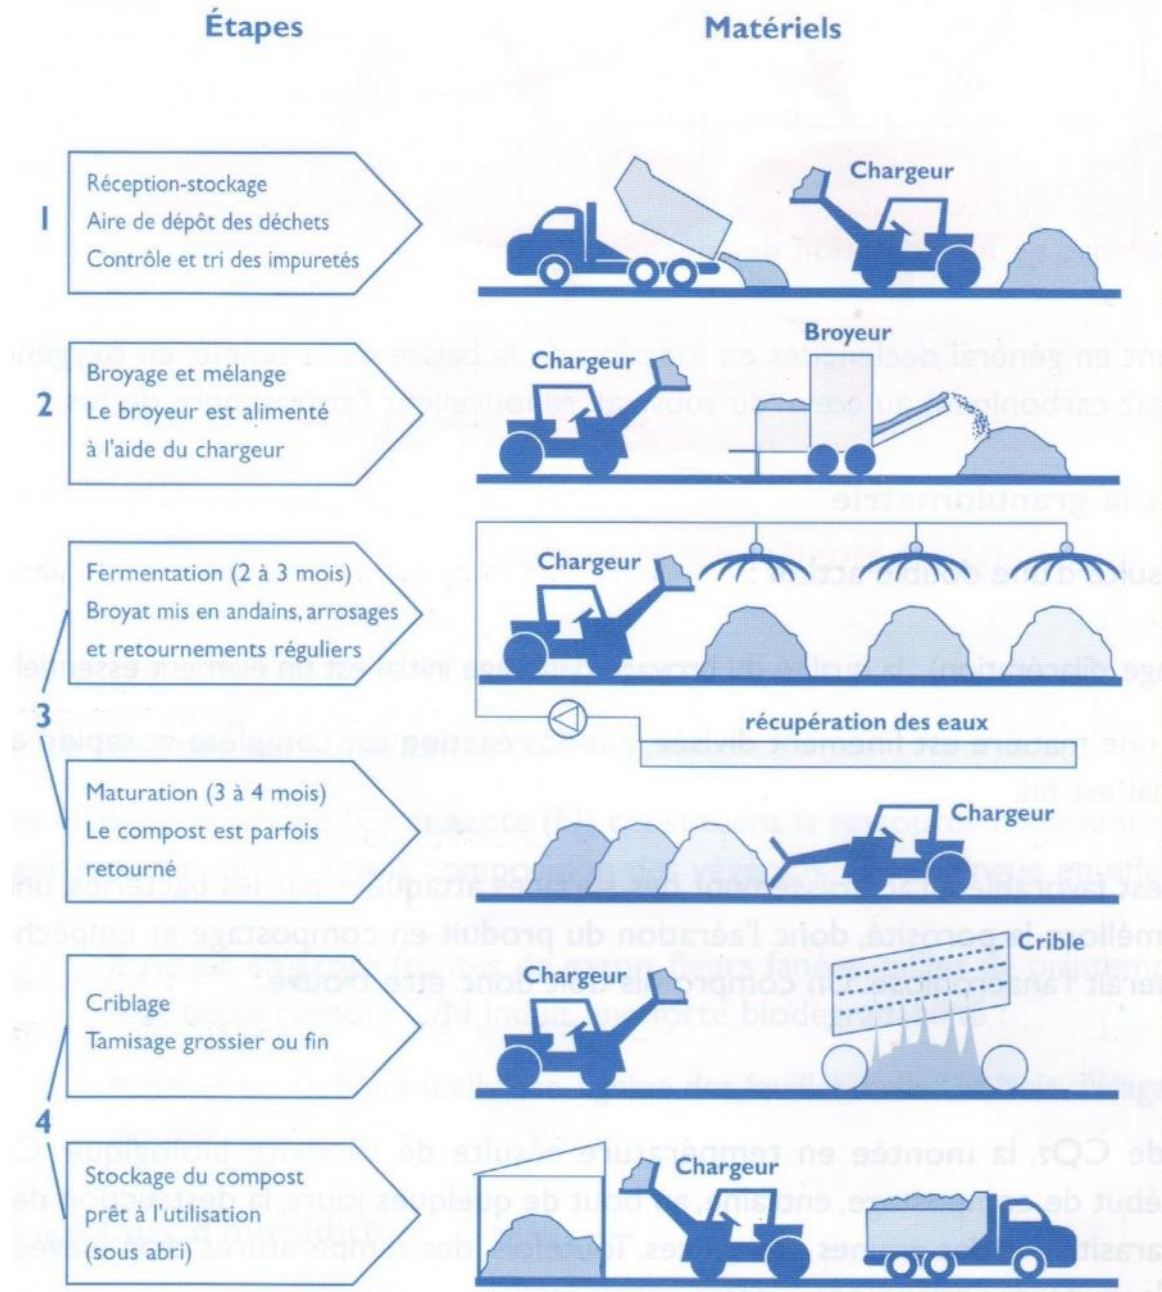 Étapes
Matériels
1
Réception-stockage
Aire de dépôt des déchets
Contrôle et tri des impuretés
Chargeur
2
Broyage et mélange
Le broyeur est alimenté
à l'aide du chargeur
Chargeur
Broyeur
3
Fermentation (2 à 3 mois)
Broyat mis en andains, arrosages
et retournements réguliers
Chargeur
récupération des eaux
Maturation (3 à 4 mois)
Le compost est parfois
retourné
Chargeur
4
Criblage
Tamisage grossier ou fin
Chargeur
Crible
Stockage du compost
prêt à l'utilisation
(sous abri)
Chargeur